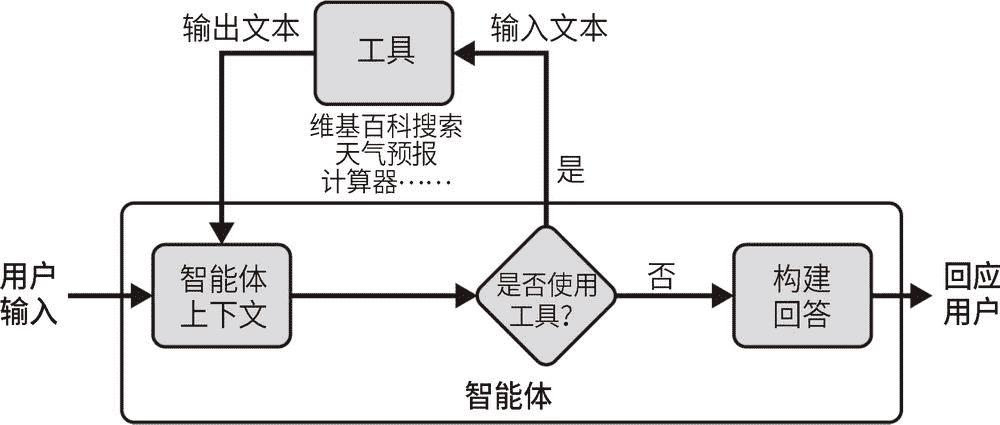 输出文本
工具
输入文本
维基百科搜索
天气预报
计算器……
是
用户
输入
智能体
上下文
是否使用
工具？
否
构建
回答
回应
用户
智能体